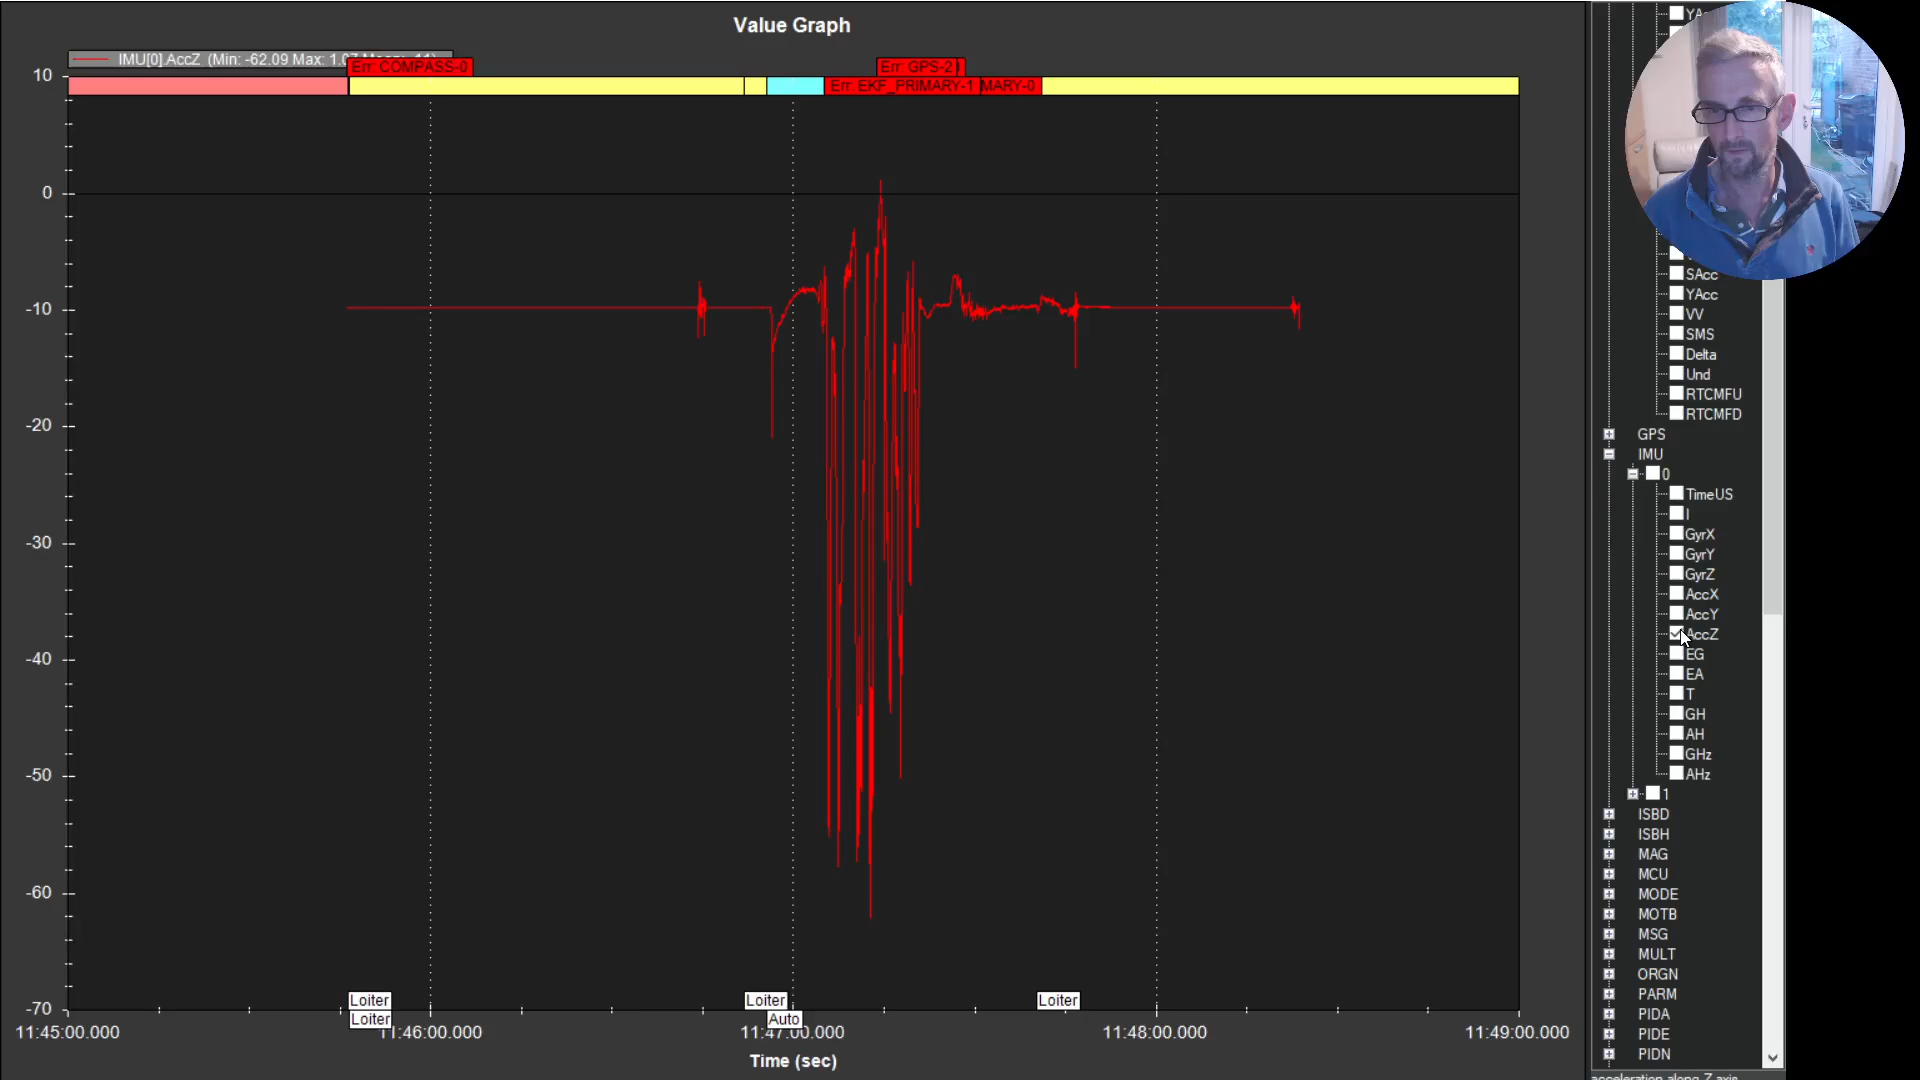 Value Graph
IMU[0].AccZ (Min: -62.09 Max: 1.07
Err: COMPASS-0
Err: GPS-2
Err: EKF_PRIMARY-1
MARY-0
10
0
-10
-20
-30
-40
-50
-60
-70
Loiter
Loiter
Loiter
Auto
Loiter
11:45:00.000
11:46:00.000
11:47:00.000
11:48:00.000
11:49:00.000
Time (sec)
SAcc
YAcc
VV
SMS
Delta
Und
RTCMFU
RTCMFD
GPS
IMU
0
TimeUS
I
GyrX
GyrY
GyrZ
AccX
AccY
AccZ
EG
EA
T
GH
AH
GHz
AHz
1
ISBD
ISBH
MAG
MCU
MODE
MOTB
MSG
MULT
ORGN
PARM
PIDA
PIDE
PIDN
acceleration along Z axis